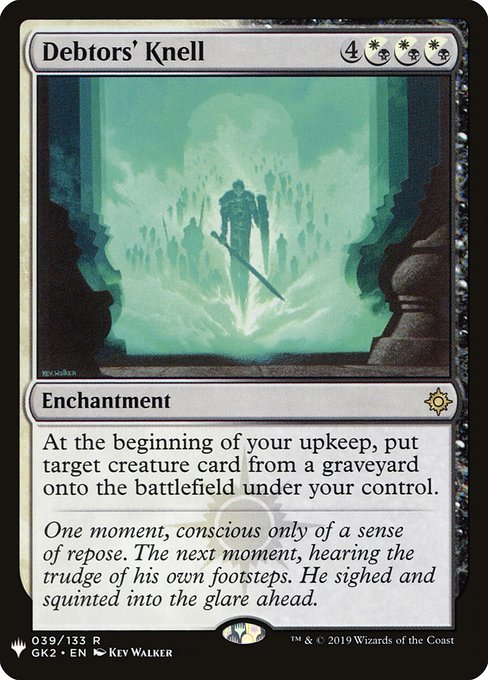 Debtors' Knell 4
KEV WALKER
Enchantment
At the beginning of your upkeep, put
target creature card from a graveyard
onto the battlefield under your control.
One moment, conscious only of a sense
of repose. The next moment, hearing the
trudge of his own footsteps. He sighed and
squinted into the glare ahead.
039/133 R
GK2 • EN Kev Walker
™ & © 2019 Wizards of the Coast